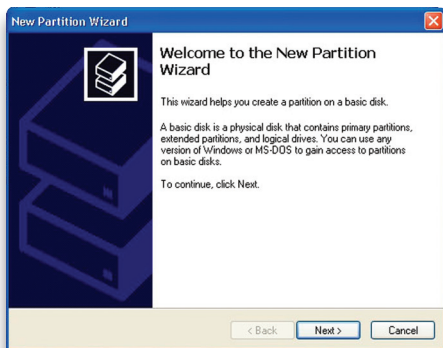 New Partition Wizard
Welcome to the New Partition
Wizard
This wizard helps you create a partition on a basic disk.
A basic disk is a physical disk that contains primary partitions,
extended partitions, and logical drives. You can use any
version of Windows or MS-DOS to gain access to partitions
on basic disks.
To continue, click Next.
< Back
Next >
Cancel